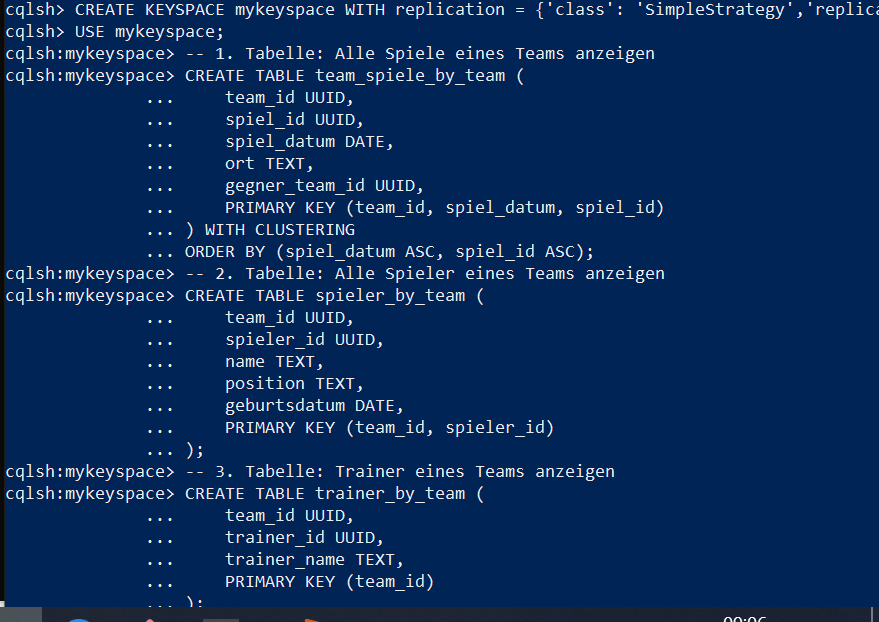 cqlsh> CREATE KEYSPACE mykeyspace WITH replication = {'class': 'SimpleStrategy','replica
cqlsh> USE mykeyspace;
cqlsh:mykeyspace> -- 1. Tabelle: Alle Spiele eines Teams anzeigen
cqlsh:mykeyspace> CREATE TABLE team_spiele_by_team (
...     team_id UUID,
...     spiel_id UUID,
...     spiel_datum DATE,
...     ort TEXT,
...     gegner_team_id UUID,
...     PRIMARY KEY (team_id, spiel_datum, spiel_id)
... ) WITH CLUSTERING
... ORDER BY (spiel_datum ASC, spiel_id ASC);
cqlsh:mykeyspace> -- 2. Tabelle: Alle Spieler eines Teams anzeigen
cqlsh:mykeyspace> CREATE TABLE spieler_by_team (
...     team_id UUID,
...     spieler_id UUID,
...     name TEXT,
...     position TEXT,
...     geburtsdatum DATE,
...     PRIMARY KEY (team_id, spieler_id)
... );
cqlsh:mykeyspace> -- 3. Tabelle: Trainer eines Teams anzeigen
cqlsh:mykeyspace> CREATE TABLE trainer_by_team (
...     team_id UUID,
...     trainer_id UUID,
...     trainer_name TEXT,
...     PRIMARY KEY (team_id)
... );